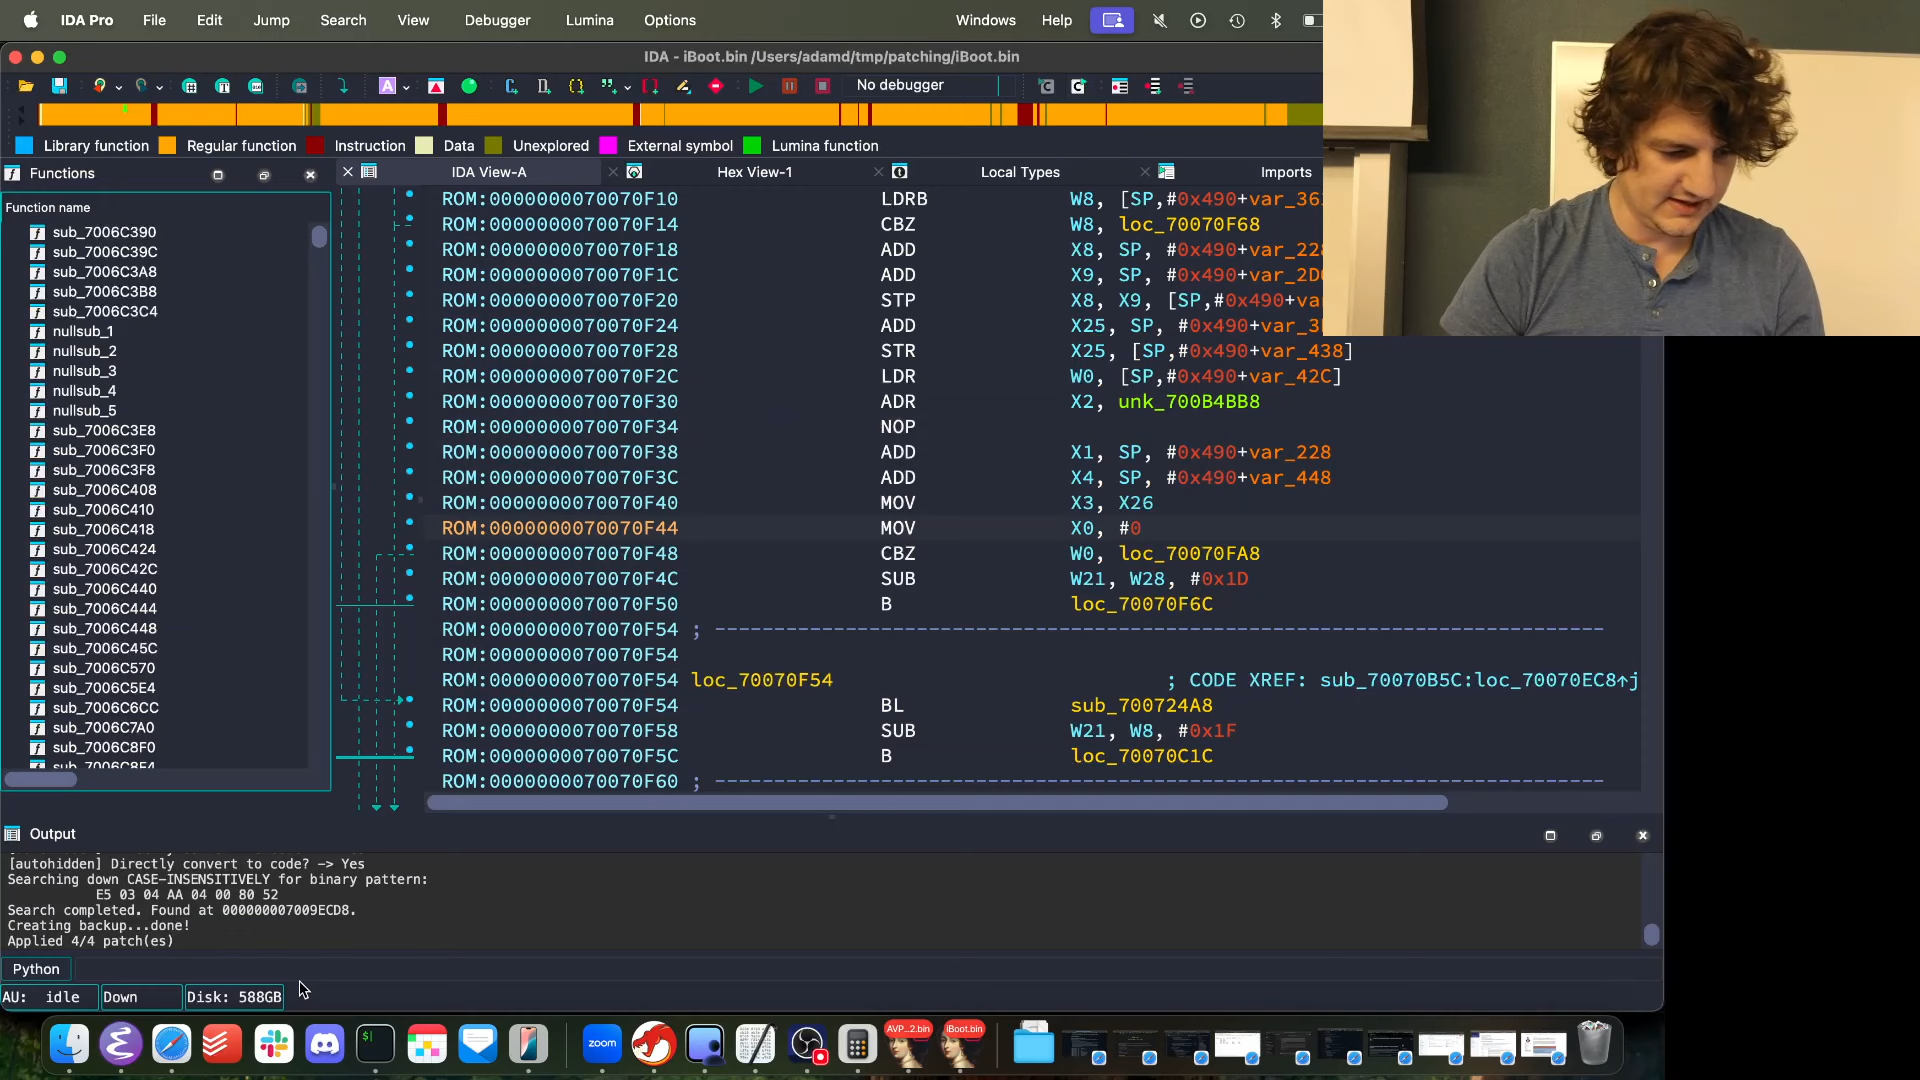 IDA Pro File Edit Jump Search View Debugger Lumina Options Windows Help
IDA - iBoot.bin /Users/adamd/tmp/patching/iBoot.bin
No debugger
Library function Regular function Instruction Data Unexplored External symbol Lumina function
Functions
IDA View-A Hex View-1 Local Types Imports
Function name
sub_7006C390
sub_7006C39C
sub_7006C3A8
sub_7006C3B8
sub_7006C3C4
nullsub_1
nullsub_2
nullsub_3
nullsub_4
nullsub_5
sub_7006C3E8
sub_7006C3F0
sub_7006C3F8
sub_7006C408
sub_7006C410
sub_7006C418
sub_7006C424
sub_7006C42C
sub_7006C440
sub_7006C444
sub_7006C448
sub_7006C45C
sub_7006C570
sub_7006C5E4
sub_7006C6CC
sub_7006C7A0
sub_7006C8F0
sub_7006C8F4
ROM:0000000070070F10 LDRB W8, [SP,#0x490+var_36
ROM:0000000070070F14 CBZ W8, loc_70070F68
ROM:0000000070070F18 ADD X8, SP, #0x490+var_228
ROM:0000000070070F1C ADD X9, SP, #0x490+var_2D
ROM:0000000070070F20 STP X8, X9, [SP,#0x490+va
ROM:0000000070070F24 ADD X25, SP, #0x490+var_3
ROM:0000000070070F28 STR X25, [SP,#0x490+var_438]
ROM:0000000070070F2C LDR W0, [SP,#0x490+var_42C]
ROM:0000000070070F30 ADR X2, unk_700B4BB8
ROM:0000000070070F34 NOP
ROM:0000000070070F38 ADD X1, SP, #0x490+var_228
ROM:0000000070070F3C ADD X4, SP, #0x490+var_448
ROM:0000000070070F40 MOV X3, X26
ROM:0000000070070F44 MOV X0, #0
ROM:0000000070070F48 CBZ W0, loc_70070FA8
ROM:0000000070070F4C SUB W21, W28, #0x1D
ROM:0000000070070F50 B loc_70070F6C
ROM:0000000070070F54 ; ---------------------------------------------------------------------------
ROM:0000000070070F54
ROM:0000000070070F54 loc_70070F54 ; CODE XREF: sub_70070B5C:loc_70070EC8↑j
ROM:0000000070070F54 BL sub_700724A8
ROM:0000000070070F58 SUB W21, W8, #0x1F
ROM:0000000070070F5C B loc_70070C1C
ROM:0000000070070F60 ; ---------------------------------------------------------------------------
Output
[autohidden] Directly convert to code? -> Yes
Searching down CASE-INSENSITIVELY for binary pattern:
E5 03 04 AA 04 00 80 52
Search completed. Found at 000000007009ECD8.
Creating backup...done!
Applied 4/4 patch(es)
Python
AU: idle Down Disk: 588GB
zoom AVP...2.bin iBoot.bin